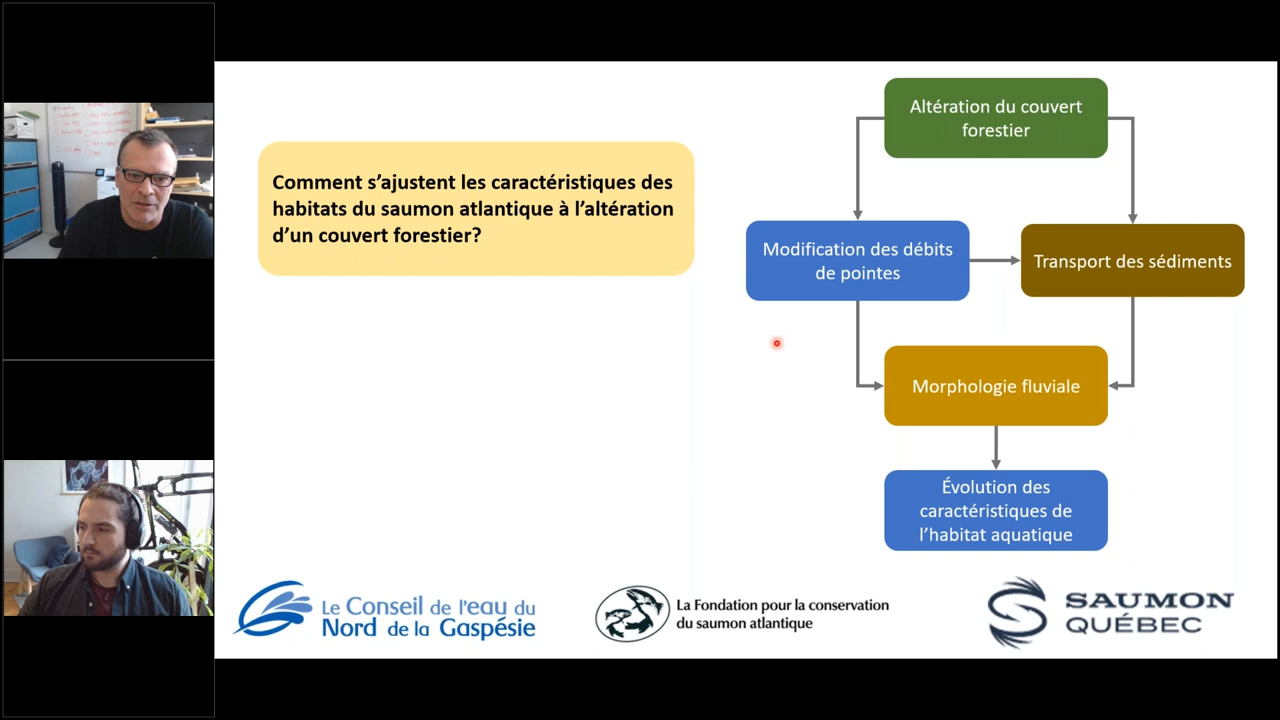 Comment s’ajustent les caractéristiques des
habitats du saumon atlantique à l’altération
d’un couvert forestier?
Altération du couvert
forestier
Modification des débits
de pointes
Transport des sédiments
Morphologie fluviale
Évolution des
caractéristiques de
l’habitat aquatique
Le Conseil de l’eau du
Nord de la Gaspésie
La Fondation pour la conservation
du saumon atlantique
SAUMON
QUÉBEC